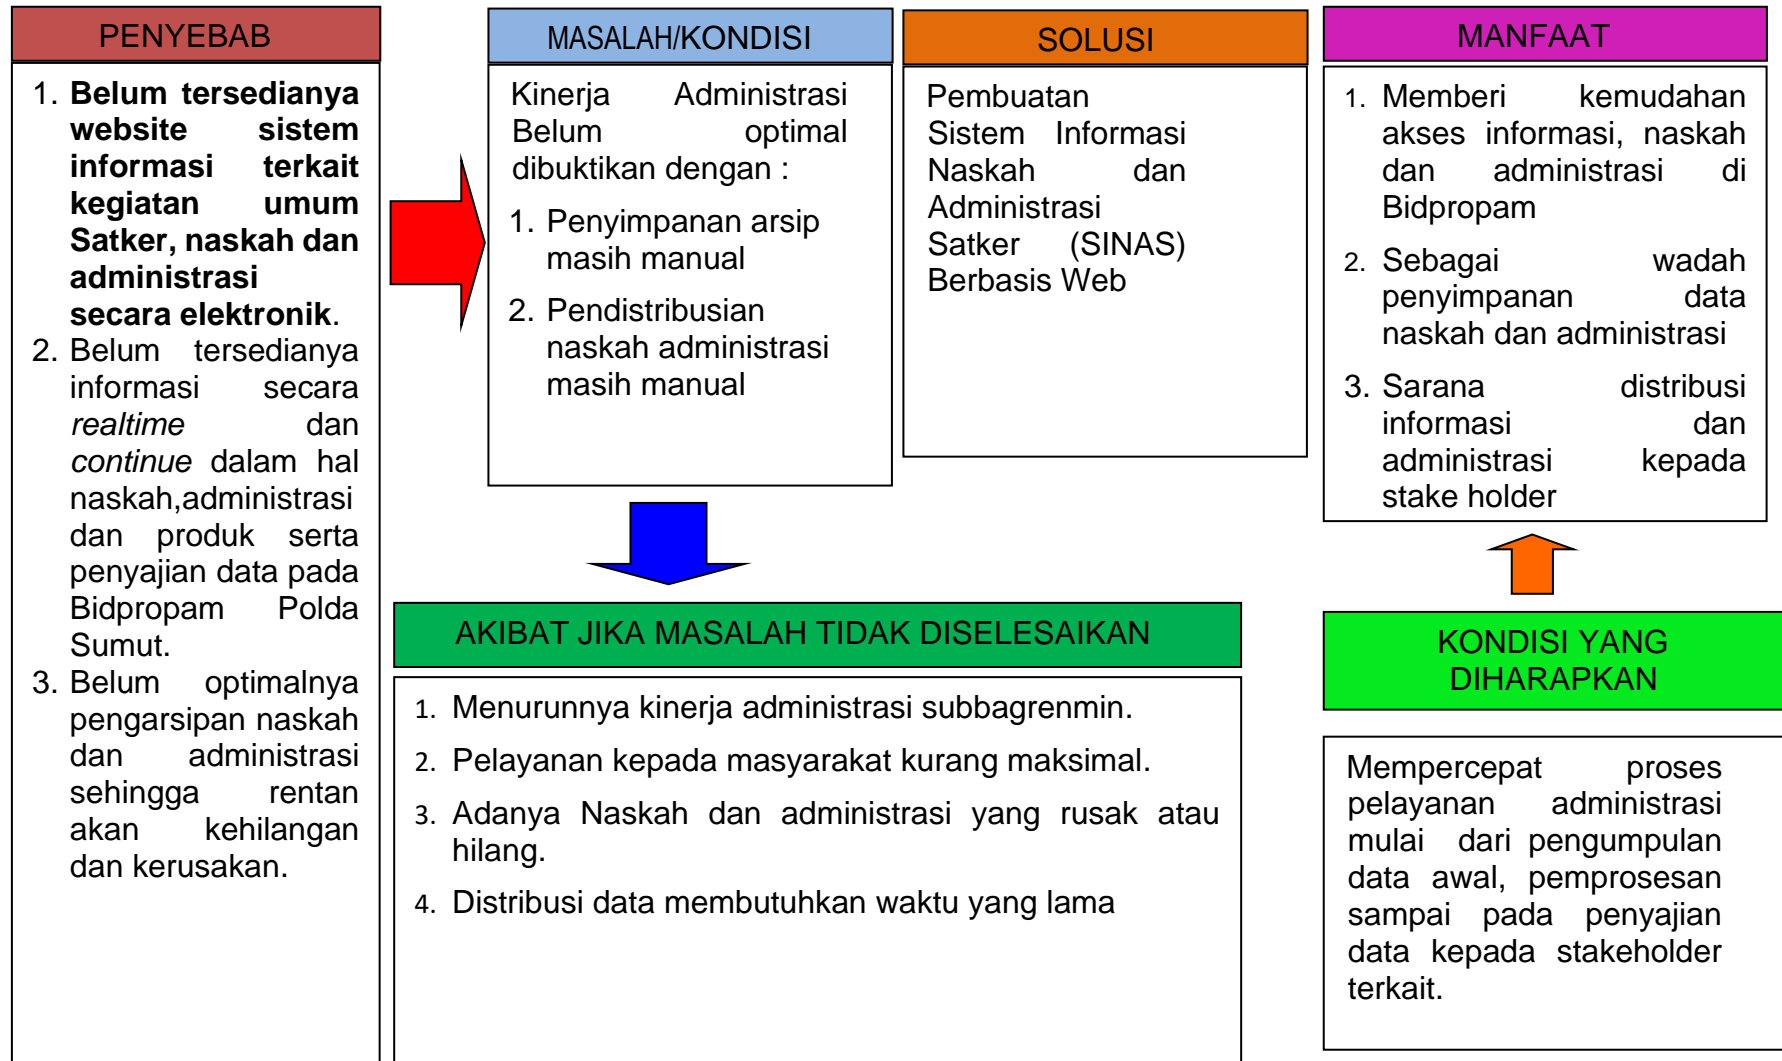 PENYEBAB
1. Belum tersedianya
website sistem
informasi terkait
kegiatan umum
Satker, naskah dan
administrasi
secara elektronik.
2. Belum tersedianya
informasi secara
realtime dan
continue dalam hal
naskah,administrasi
dan produk serta
penyajian data pada
Bidpropam Polda
Sumut.
3. Belum optimalnya
pengarsipan naskah
dan administrasi
sehingga rentan
akan kehilangan
dan kerusakan.
MASALAH/KONDISI
Kinerja Administrasi
Belum optimal
dibuktikan dengan :
1. Penyimpanan arsip
masih manual
2. Pendistribusian
naskah administrasi
masih manual
SOLUSI
Pembuatan
Sistem Informasi
Naskah dan
Administrasi
Satker (SINAS)
Berbasis Web
MANFAAT
1. Memberi kemudahan
akses informasi, naskah
dan administrasi di
Bidpropam
2. Sebagai wadah
penyimpanan data
naskah dan administrasi
3. Sarana distribusi
informasi dan
administrasi kepada
stake holder
AKIBAT JIKA MASALAH TIDAK DISELESAIKAN
1. Menurunnya kinerja administrasi subbagrenmin.
2. Pelayanan kepada masyarakat kurang maksimal.
3. Adanya Naskah dan administrasi yang rusak atau
hilang.
4. Distribusi data membutuhkan waktu yang lama
KONDISI YANG
DIHARAPKAN
Mempercepat proses
pelayanan administrasi
mulai dari pengumpulan
data awal, pemprosesan
sampai pada penyajian
data kepada stakeholder
terkait.